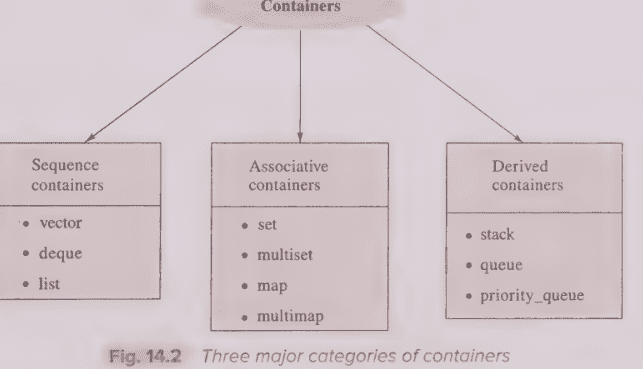 Containers
Sequence
containers
• vector
• deque
• list
Associative
containers
• set
• multiset
• map
• multimap
Derived
containers
• stack
• queue
• priority_queue
Fig. 14.2 Three major categories of containers